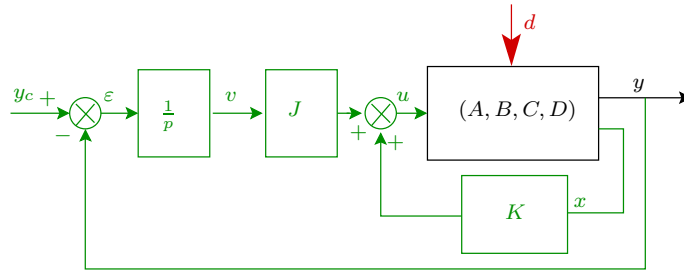 d
y_c + ε 1/p v J u (A, B, C, D) y
− + +
K x